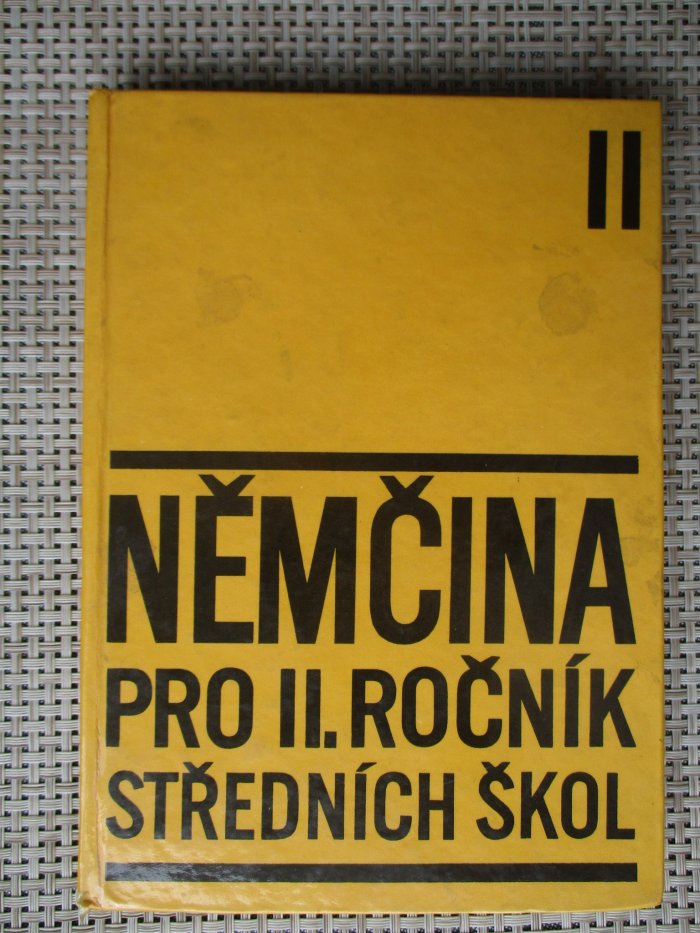 II
NĚMČINA
PRO II. ROČNÍK
STŘEDNÍCH ŠKOL